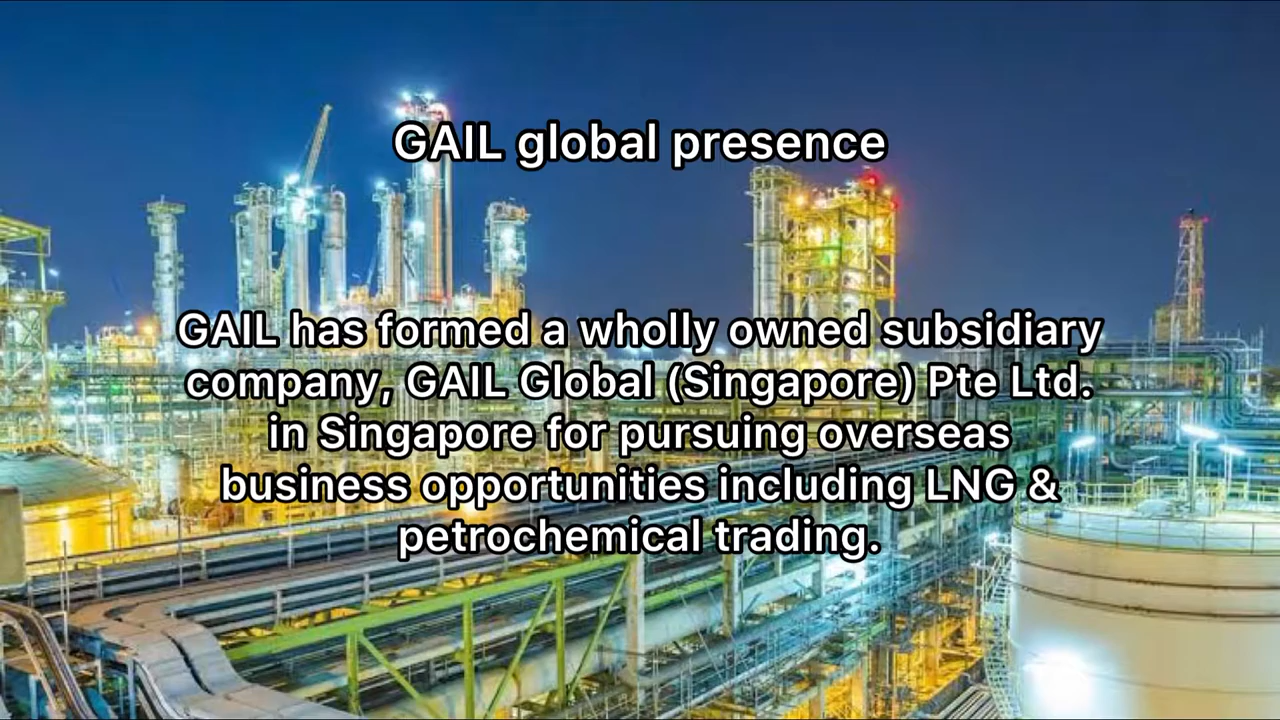 GAIL global presence
GAIL has formed a wholly owned subsidiary
company, GAIL Global (Singapore) Pte Ltd.
in Singapore for pursuing overseas
business opportunities including LNG &
petrochemical trading.